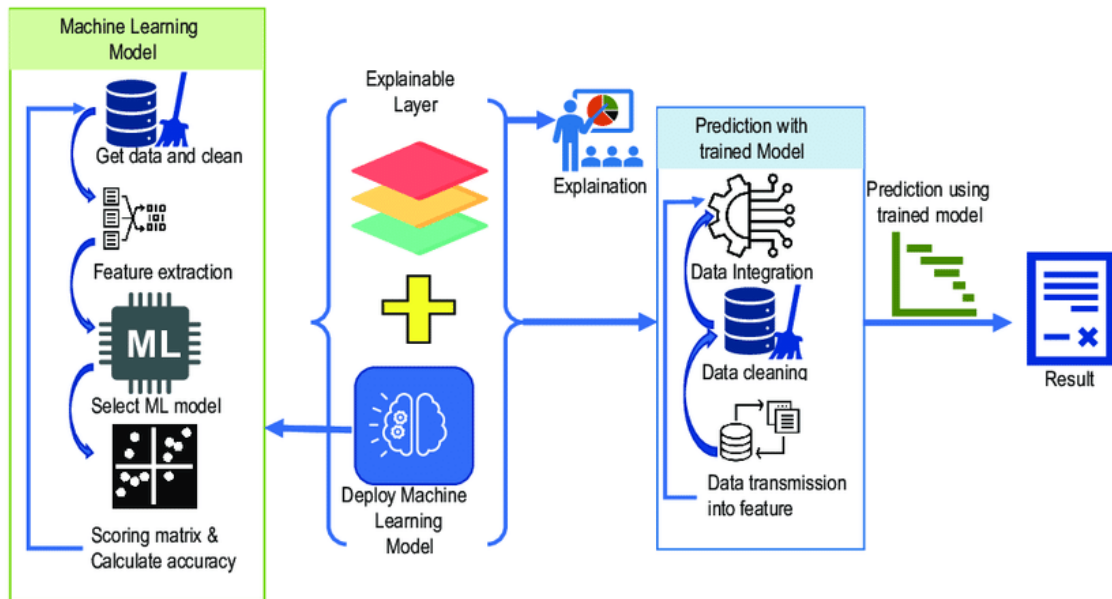 Machine Learning
Model
Get data and clean
Feature extraction
ML
Select ML model
Scoring matrix &
Calculate accuracy
Explainable
Layer
Deploy Machine
Learning
Model
Explaination
Prediction with
trained Model
Data Integration
Data cleaning
Data transmission
into feature
Prediction using
trained model
Result